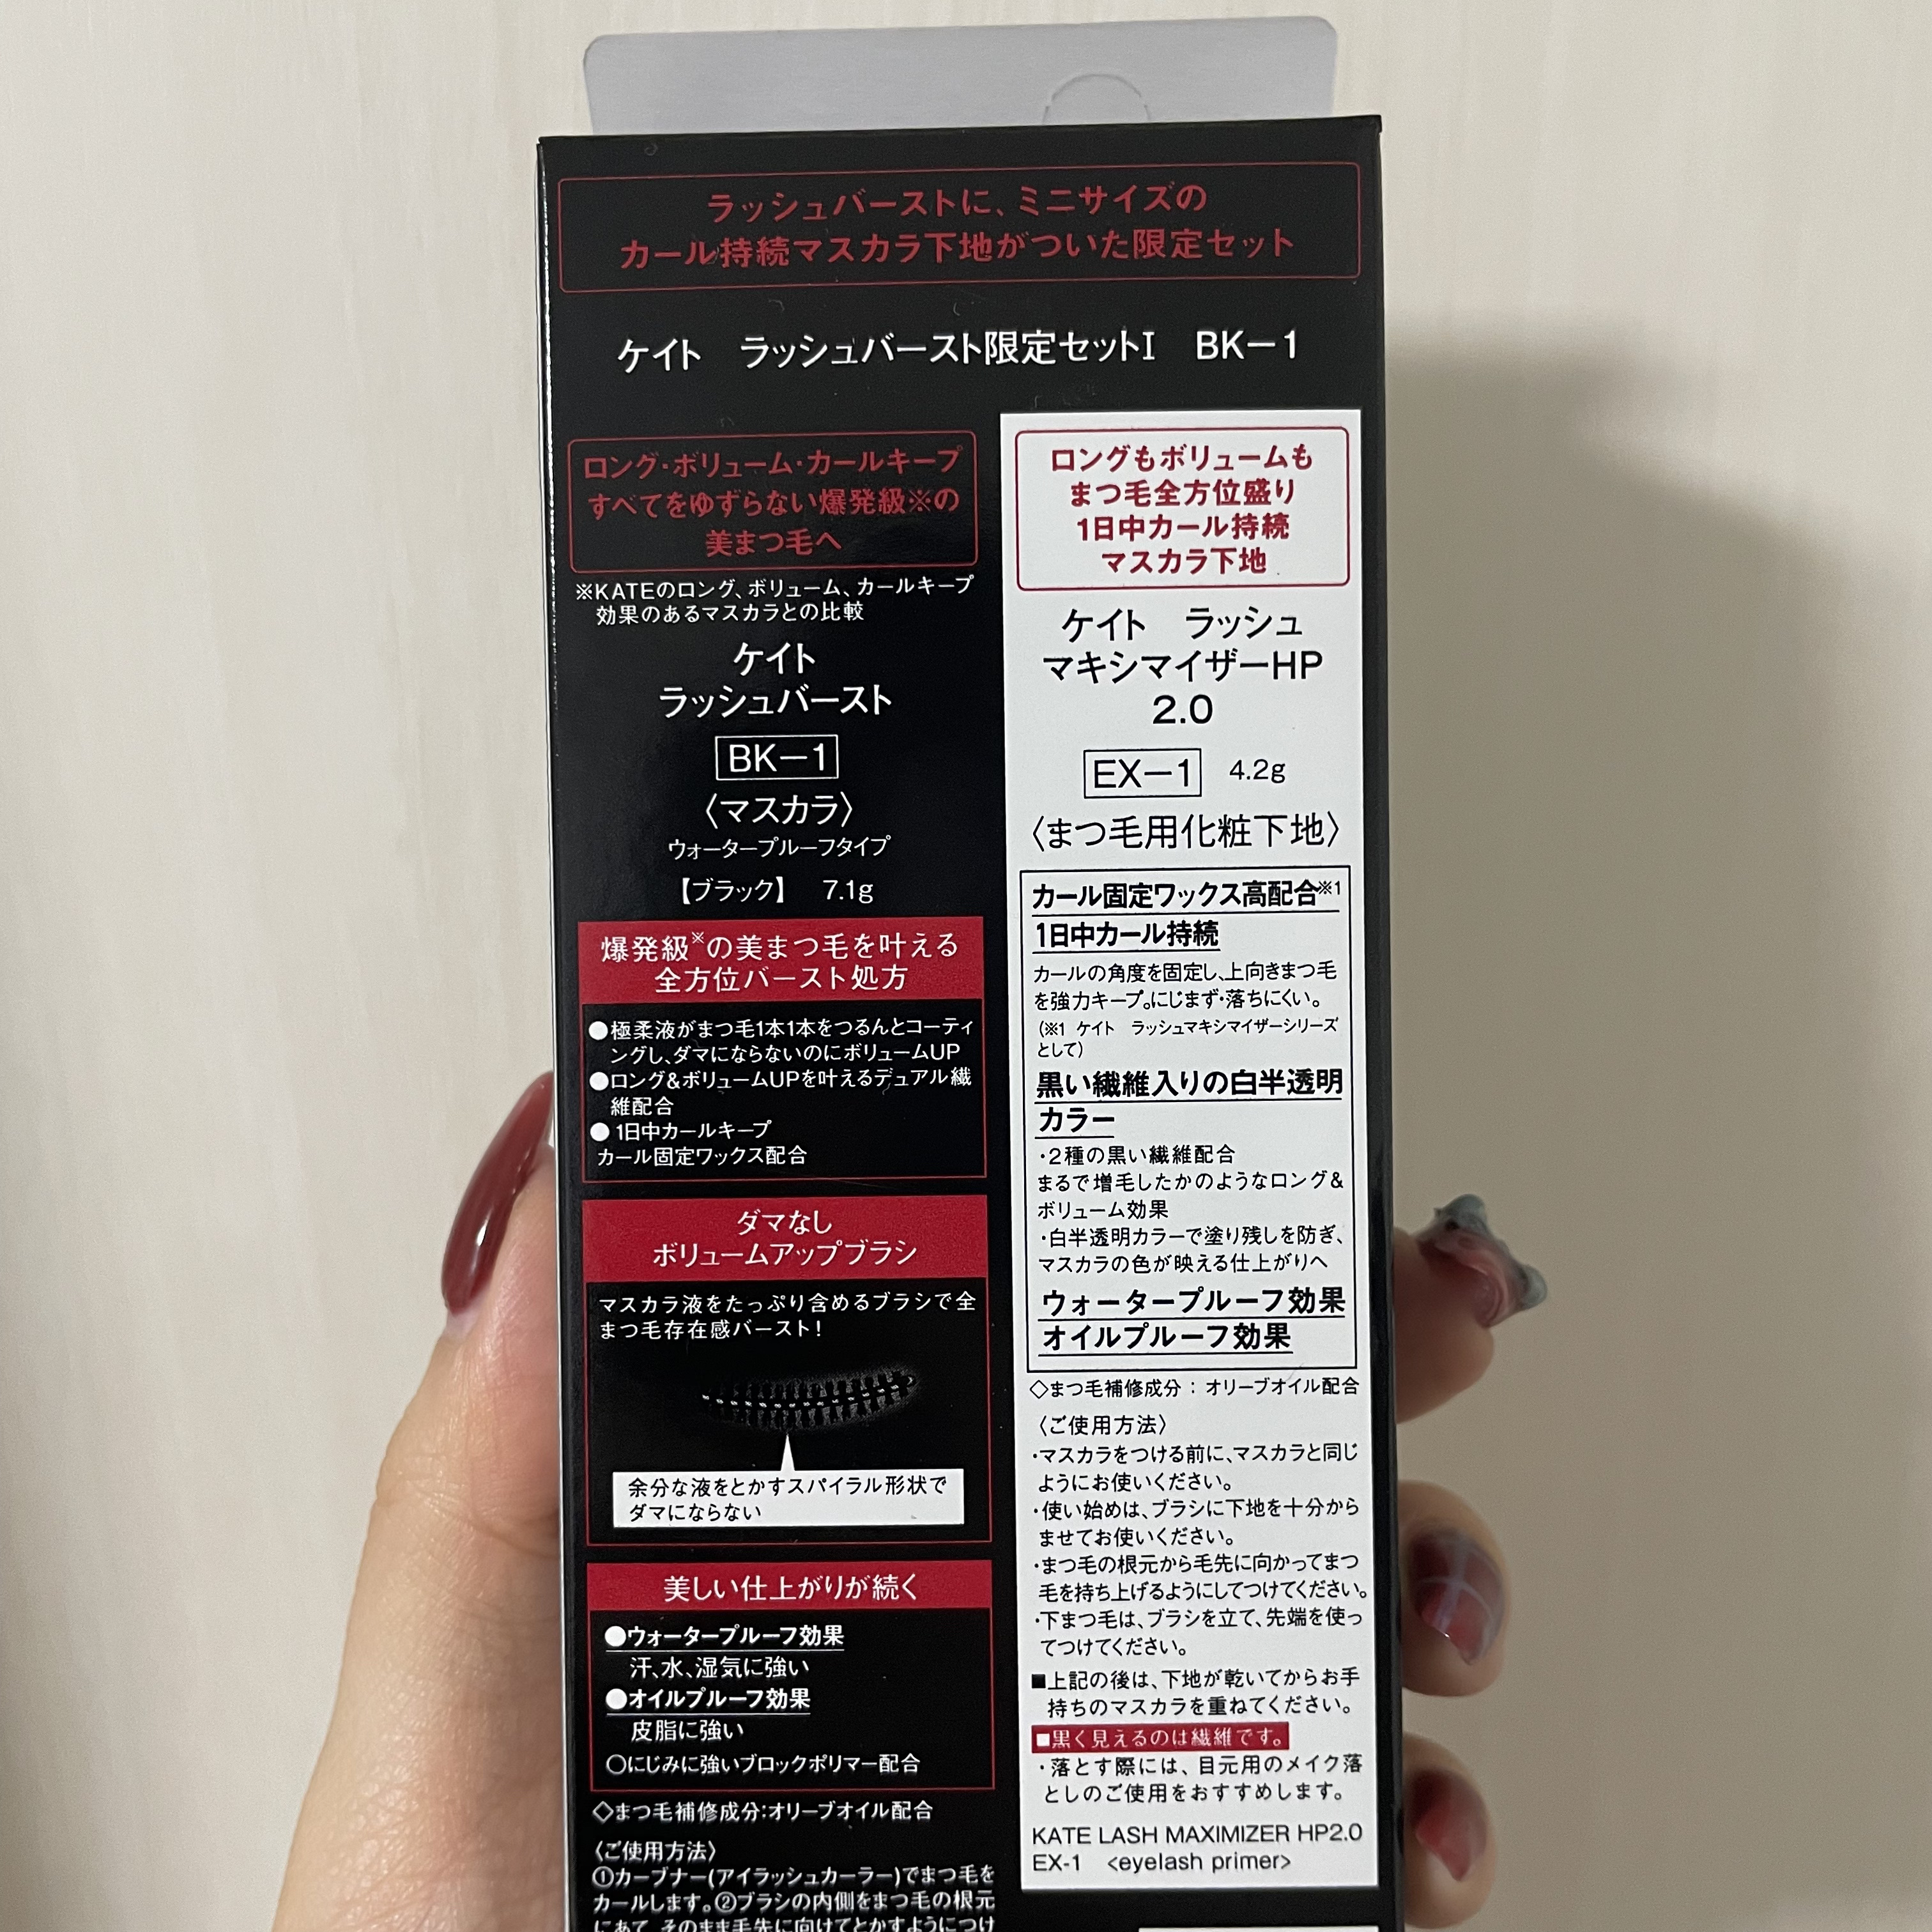 ラッシュバーストに、ミニサイズの
カール持続マスカラ下地がついた限定セット
ケイト　ラッシュバースト限定セットI　BK－1
ロング・ボリューム・カールキープ
すべてをゆずらない爆発級※の
美まつ毛へ
※KATEのロング、ボリューム、カールキープ
効果のあるマスカラとの比較
ケイト
ラッシュバースト
BK－1
〈マスカラ〉
ウォータープルーフタイプ
【ブラック】　7.1g
爆発級※の美まつ毛を叶える
全方位バースト処方
●極柔液がまつ毛1本1本をつるんとコーティ
ングし、ダマにならないのにボリュームUP
●ロング&ボリュームUPを叶えるデュアル繊
維配合
●1日中カールキープ
カール固定ワックス配合
ダマなし
ボリュームアップブラシ
マスカラ液をたっぷり含めるブラシで全
まつ毛存在感バースト！
余分な液をとかすスパイラル形状で
ダマにならない
美しい仕上がりが続く
●ウォータープルーフ効果
汗、水、湿気に強い
●オイルプルーフ効果
皮脂に強い
○にじみに強いブロックポリマー配合
◇まつ毛補修成分：オリーブオイル配合
〈ご使用方法〉
①カーブナー(アイラッシュカーラー)でまつ毛を
カールします。②ブラシの内側をまつ毛の根元
にあて、そのまま毛先に向けてとかすようにつけ
ロングもボリュームも
まつ毛全方位盛り
1日中カール持続
マスカラ下地
ケイト　ラッシュ
マキシマイザーHP
2.0
EX－1　4.2g
〈まつ毛用化粧下地〉
カール固定ワックス高配合※1
1日中カール持続
カールの角度を固定し、上向きまつ毛
を強力キープ。にじまず・落ちにくい。
(※1 ケイト　ラッシュマキシマイザーシリーズ
として)
黒い繊維入りの白半透明
カラー
・2種の黒い繊維配合
まるで増毛したかのようなロング&
ボリューム効果
・白半透明カラーで塗り残しを防ぎ、
マスカラの色が映える仕上がりへ
ウォータープルーフ効果
オイルプルーフ効果
◇まつ毛補修成分：オリーブオイル配合
〈ご使用方法〉
・マスカラをつける前に、マスカラと同じ
ようにお使いください。
・使い始めは、ブラシに下地を十分から
ませてお使いください。
・まつ毛の根元から毛先に向かってまつ
毛を持ち上げるようにしてつけてください。
・下まつ毛は、ブラシを立て、先端を使っ
てつけてください。
■上記の後は、下地が乾いてからお手
持ちのマスカラを重ねてください。
■黒く見えるのは繊維です。
・落とす際には、目元用のメイク落
としのご使用をおすすめします。
KATE LASH MAXIMIZER HP2.0
EX-1　<eyelash primer>